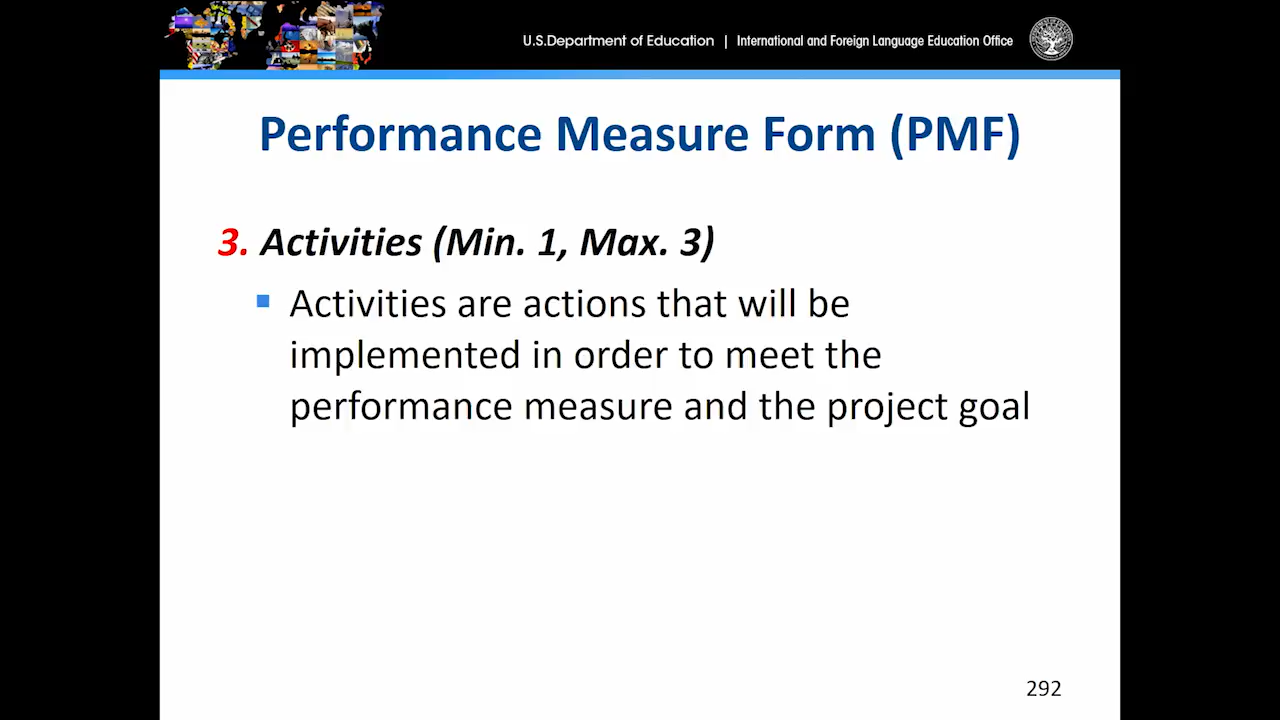 U.S.Department of Education | International and Foreign Language Education Office
Performance Measure Form (PMF)
3. Activities (Min. 1, Max. 3)
Activities are actions that will be
implemented in order to meet the
performance measure and the project goal
292